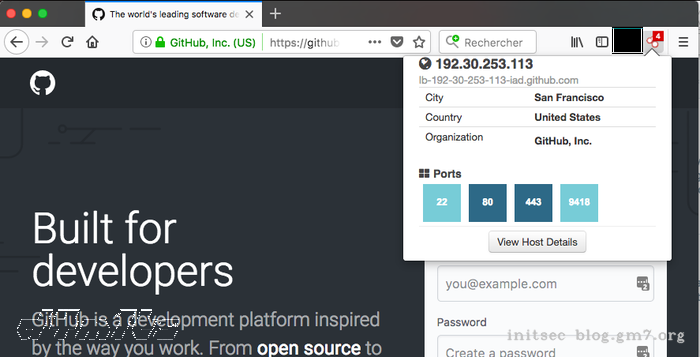 The world's leading software de
GitHub, Inc. (US)
https://github
Rechercher
4
192.30.253.113
lb-192-30-253-113-iad.github.com
City San Francisco
Country United States
Organization GitHub, Inc.
Ports
22 80 443 9418
View Host Details
Built for
developers
GitHub is a development platform inspired
by the way you work. From open source to
you@example.com
Password
Create a password
initsec blog.gm7.org